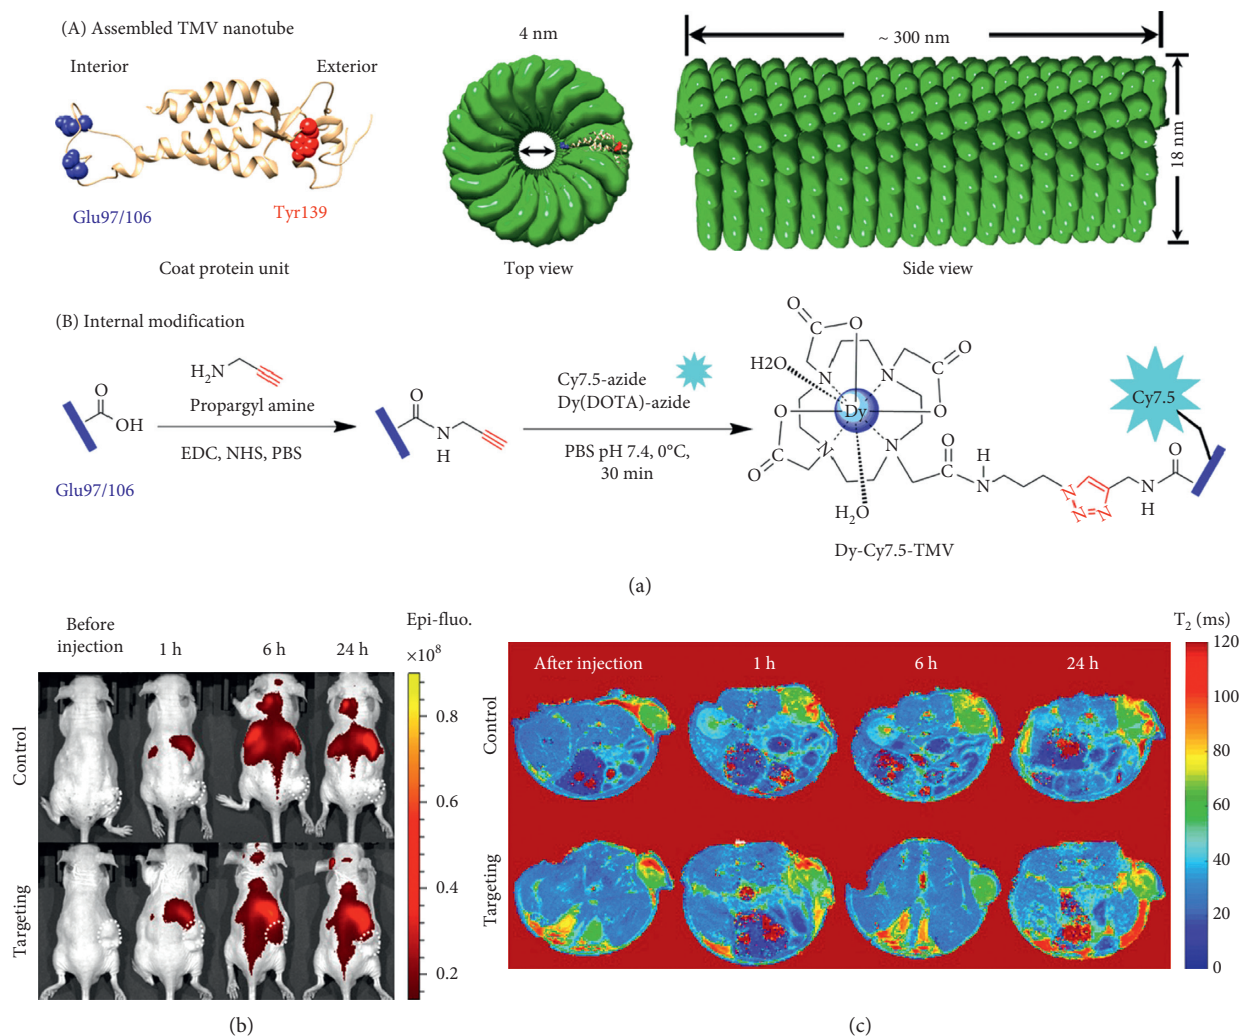 (A) Assembled TMV nanotube
Interior
Exterior
Glu97/106
Tyr139
Coat protein unit
4 nm
Top view
~ 300 nm
18 nm
Side view
(B) Internal modification
Glu97/106
O
OH
H₂N
Propargyl amine
EDC, NHS, PBS
O
N
H
Cy7.5-azide
Dy(DOTA)-azide
PBS pH 7.4, 0°C,
30 min
O
O
O
O
H2O
N
N
Dy
O
O
N
N
O
H₂O
O
H
N
N
N
N
N
H
O
Cy7.5
Dy-Cy7.5-TMV
(a)
Before
injection
1 h
6 h
24 h
Epi-fluo.
×10⁸
Control
Targeting
0.8
0.6
0.4
0.2
(b)
After injection
1 h
6 h
24 h
T₂ (ms)
Control
Targeting
120
100
80
60
40
20
0
(c)